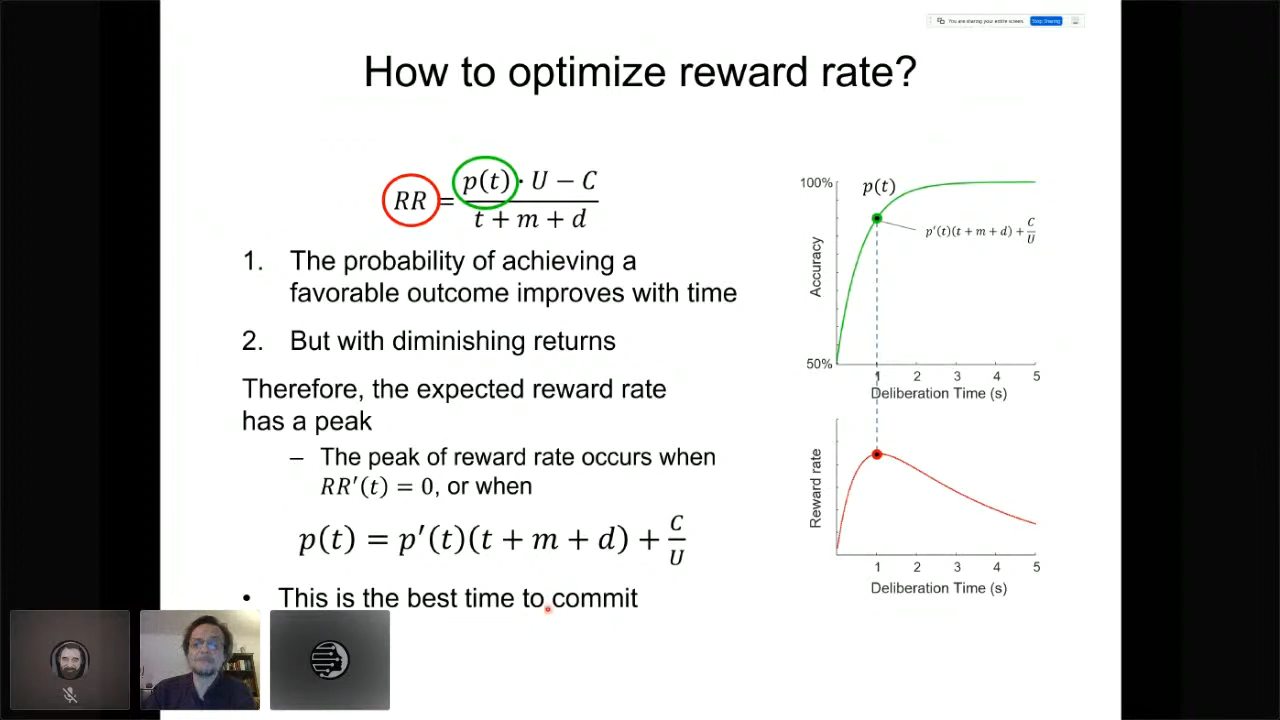 You are sharing your entire screen.
Stop Sharing
How to optimize reward rate?
RR = p(t) · U − C / t + m + d
1. The probability of achieving a
favorable outcome improves with time
2. But with diminishing returns
Therefore, the expected reward rate
has a peak
– The peak of reward rate occurs when
RR′(t) = 0, or when
p(t) = p′(t)(t + m + d) + C/U
• This is the best time to commit
100%
p(t)
p′(t)(t + m + d) + C/U
Accuracy
50%
1 2 3 4 5
Deliberation Time (s)
Reward rate
1 2 3 4 5
Deliberation Time (s)